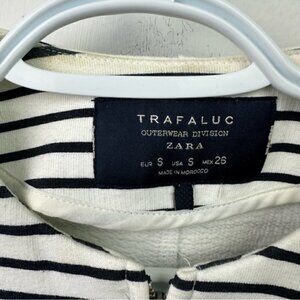 TRAFALUC
OUTERWEAR DIVISION
ZARA
EUR S USA S MEX 26
MADE IN MOROCCO